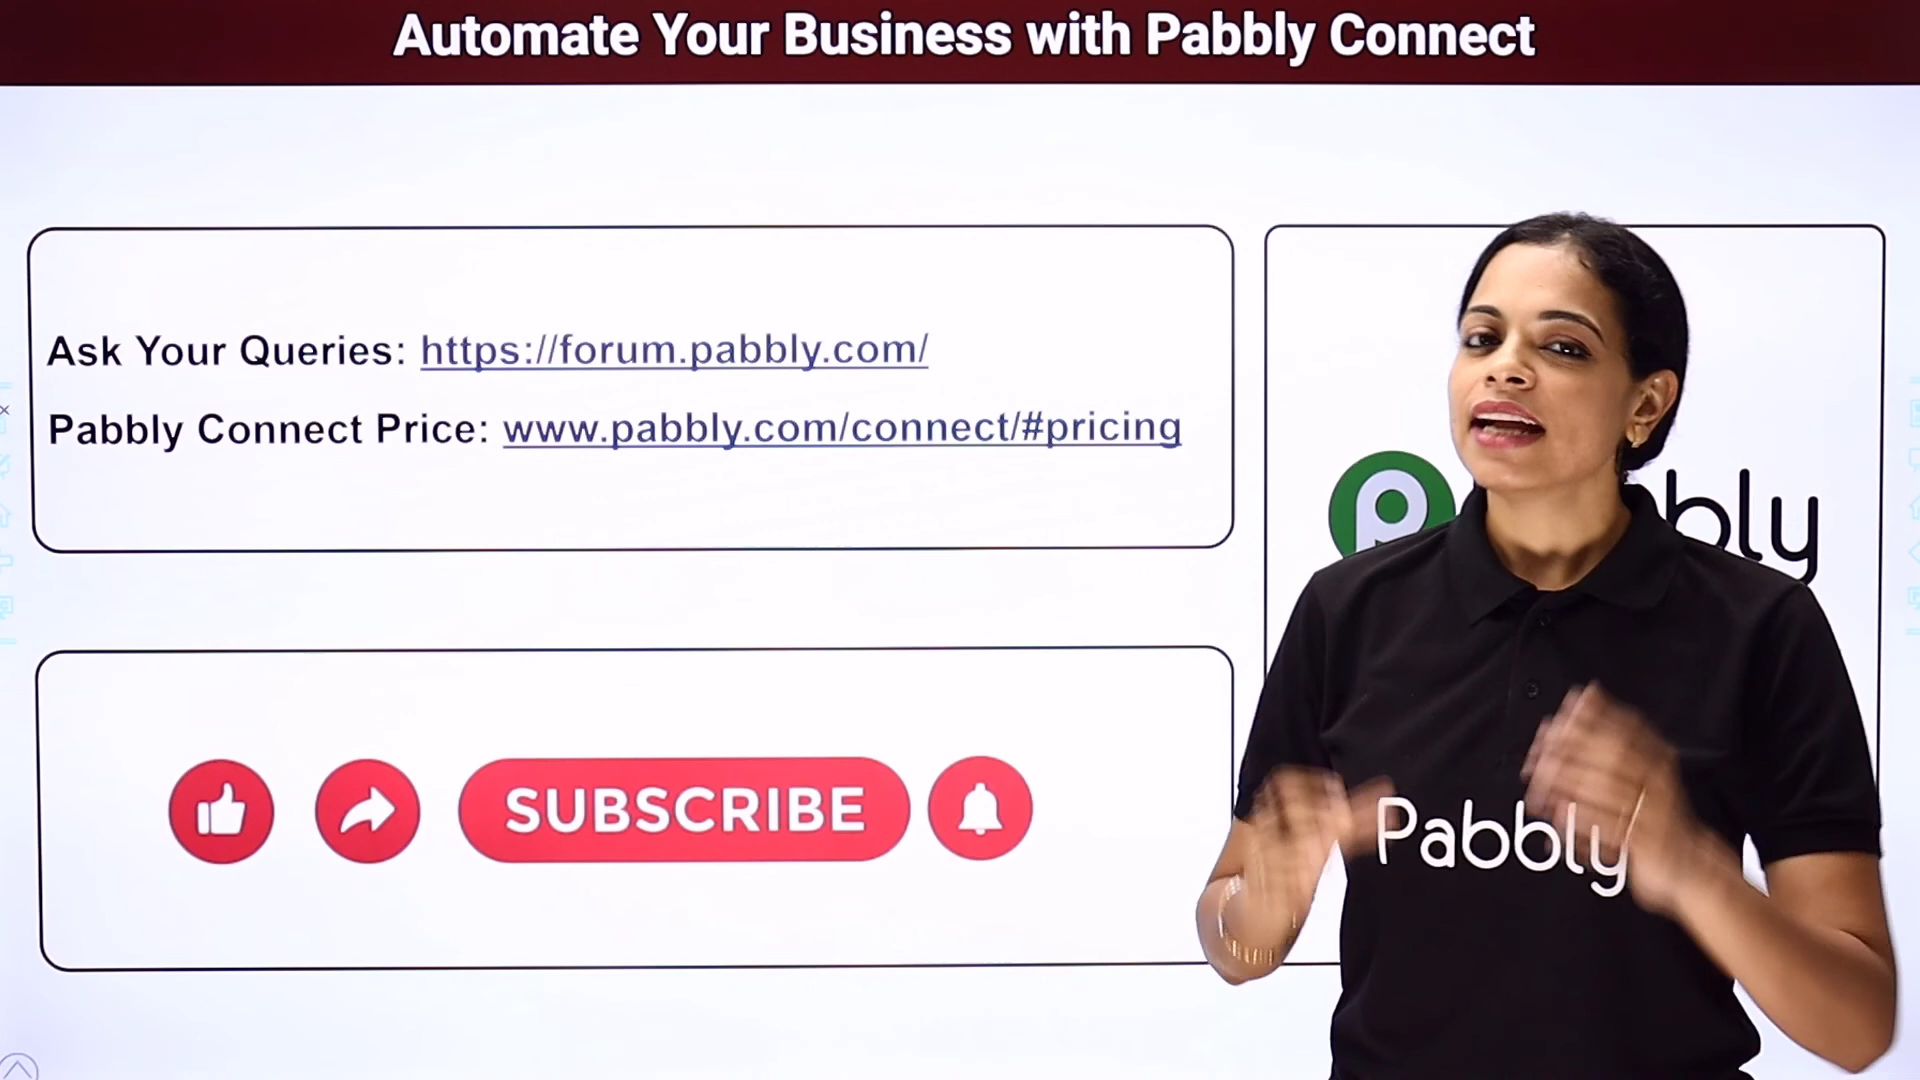 Automate Your Business with Pabbly Connect
Ask Your Queries: https://forum.pabbly.com/
Pabbly Connect Price: www.pabbly.com/connect/#pricing
SUBSCRIBE
Pabbly